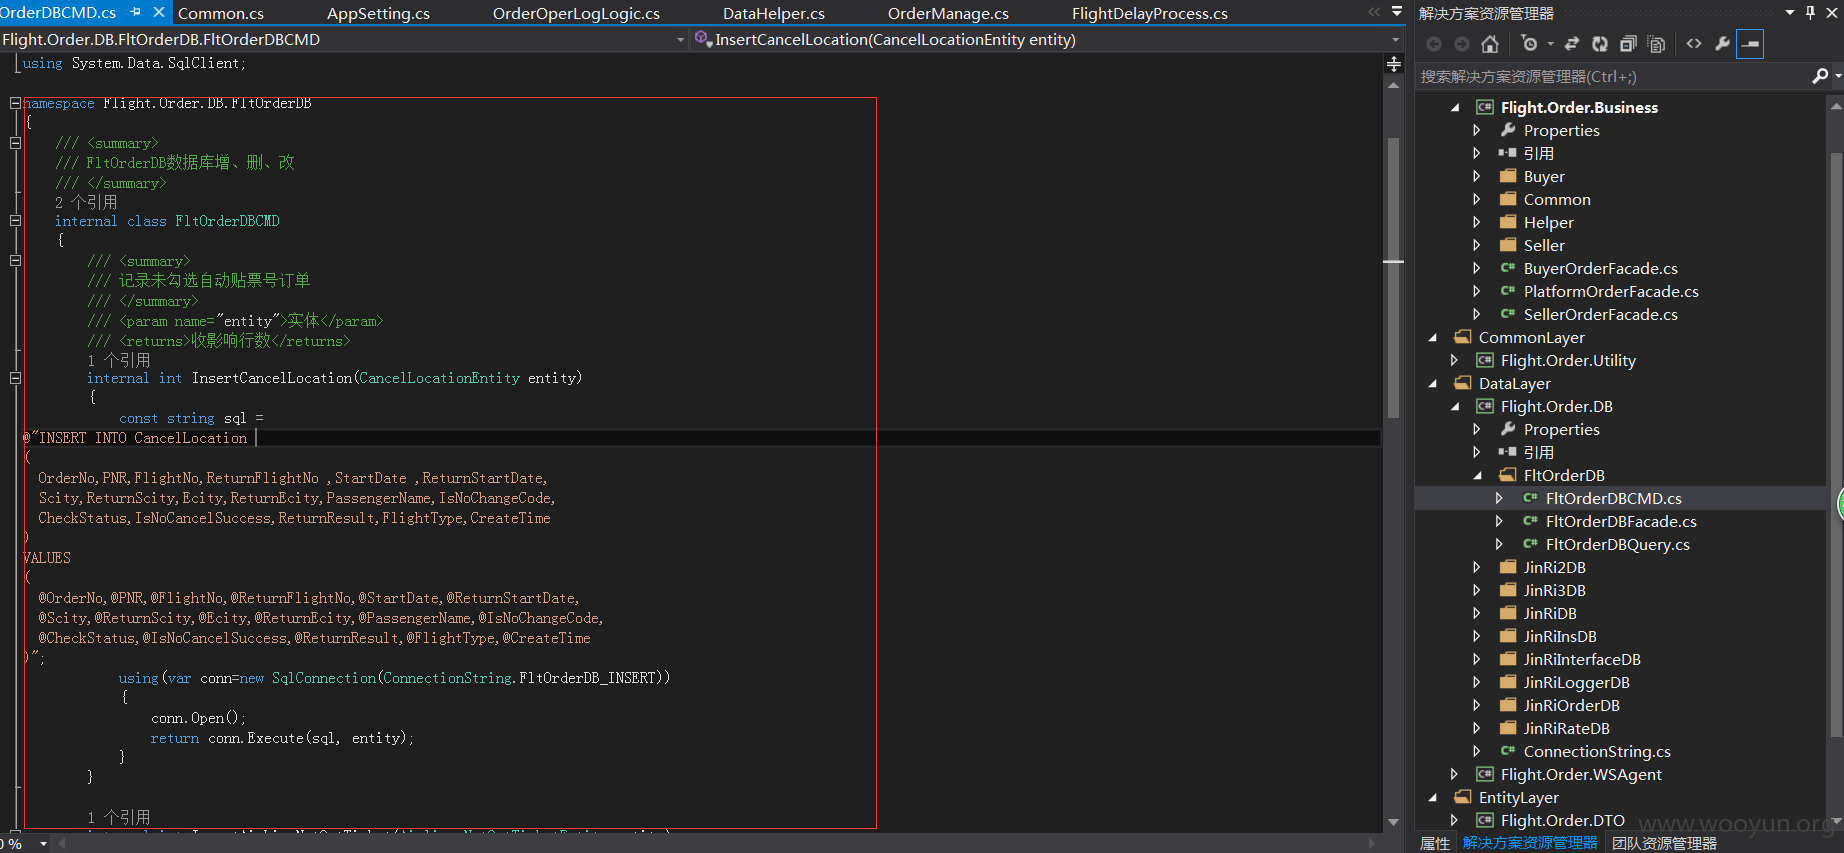 OrderDBCMD.cs Common.cs AppSetting.cs OrderOperLogLogic.cs DataHelper.cs OrderManage.cs FlightDelayProcess.cs
Flight.Order.DB.FltOrderDB.FltOrderDBCMD InsertCancelLocation(CancelLocationEntity entity)
using System.Data.SqlClient;
namespace Flight.Order.DB.FltOrderDB
{
/// <summary>
/// FltOrderDB数据库增、删、改
/// </summary>
2 个引用
internal class FltOrderDBCMD
{
/// <summary>
/// 记录未勾选自动贴票号订单
/// </summary>
/// <param name="entity">实体</param>
/// <returns>收影响行数</returns>
1 个引用
internal int InsertCancelLocation(CancelLocationEntity entity)
{
const string sql =
@"INSERT INTO CancelLocation
(
OrderNo,PNR,FlightNo,ReturnFlightNo ,StartDate ,ReturnStartDate,
Scity,ReturnScity,Ecity,ReturnEcity,PassengerName,IsNoChangeCode,
CheckStatus,IsNoCancelSuccess,ReturnResult,FlightType,CreateTime
)
VALUES
(
@OrderNo,@PNR,@FlightNo,@ReturnFlightNo,@StartDate,@ReturnStartDate,
@Scity,@ReturnScity,@Ecity,@ReturnEcity,@PassengerName,@IsNoChangeCode,
@CheckStatus,@IsNoCancelSuccess,@ReturnResult,@FlightType,@CreateTime
)";
using(var conn=new SqlConnection(ConnectionString.FltOrderDB_INSERT))
{
conn.Open();
return conn.Execute(sql, entity);
}
}
1 个引用
0 %
解决方案资源管理器
搜索解决方案资源管理器(Ctrl+;)
Flight.Order.Business
Properties
引用
Buyer
Common
Helper
Seller
BuyerOrderFacade.cs
PlatformOrderFacade.cs
SellerOrderFacade.cs
CommonLayer
Flight.Order.Utility
DataLayer
Flight.Order.DB
Properties
引用
FltOrderDB
FltOrderDBCMD.cs
FltOrderDBFacade.cs
FltOrderDBQuery.cs
JinRi2DB
JinRi3DB
JinRiDB
JinRiInsDB
JinRiInterfaceDB
JinRiLoggerDB
JinRiOrderDB
JinRiRateDB
ConnectionString.cs
Flight.Order.WSAgent
EntityLayer
Flight.Order.DTO
www.wooyun.org
属性 解决方案资源管理器 团队资源管理器